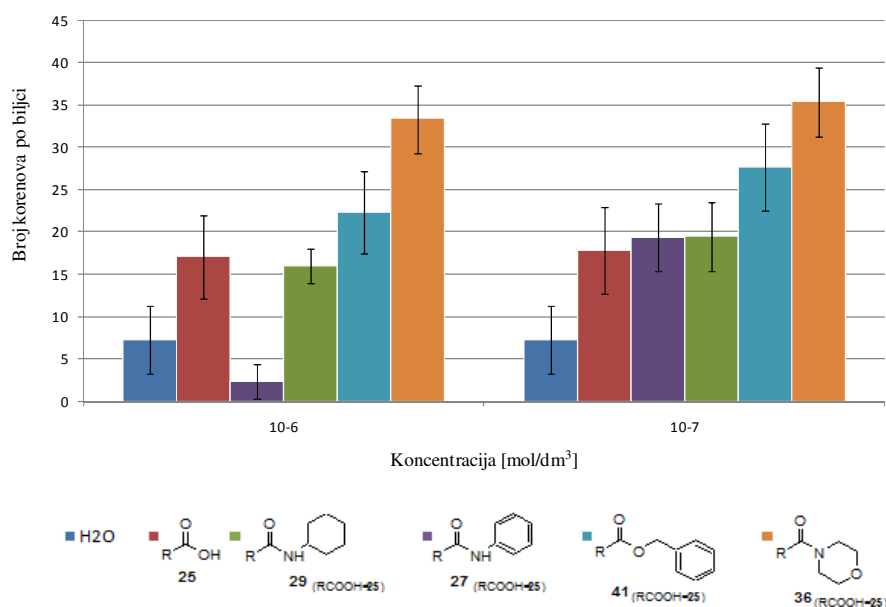 Broj korenova po biljci
45
40
35
30
25
20
15
10
5
0
10-6 10-7
Koncentracija [mol/dm³]
H2O
O
R OH
25
O
R NH
29 (RCOOH=25)
O
R NH
27 (RCOOH=25)
O
R O
41 (RCOOH=25)
O
R N
O
36 (RCOOH=25)